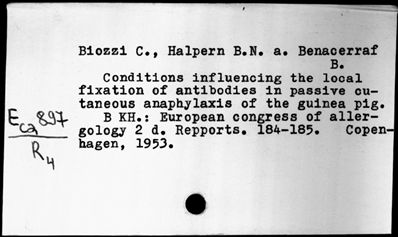 Biozzi C., Halpern B.N. a. Benacerraf
B.
Conditions influencing the local
fixation of antibodies in passive cu-
taneous anaphylaxis of the guinea pig.
B KH.: European congress of aller-
gology 2 d. Repports. 184-185. Copen-
hagen, 1953.
Eca 897
R4